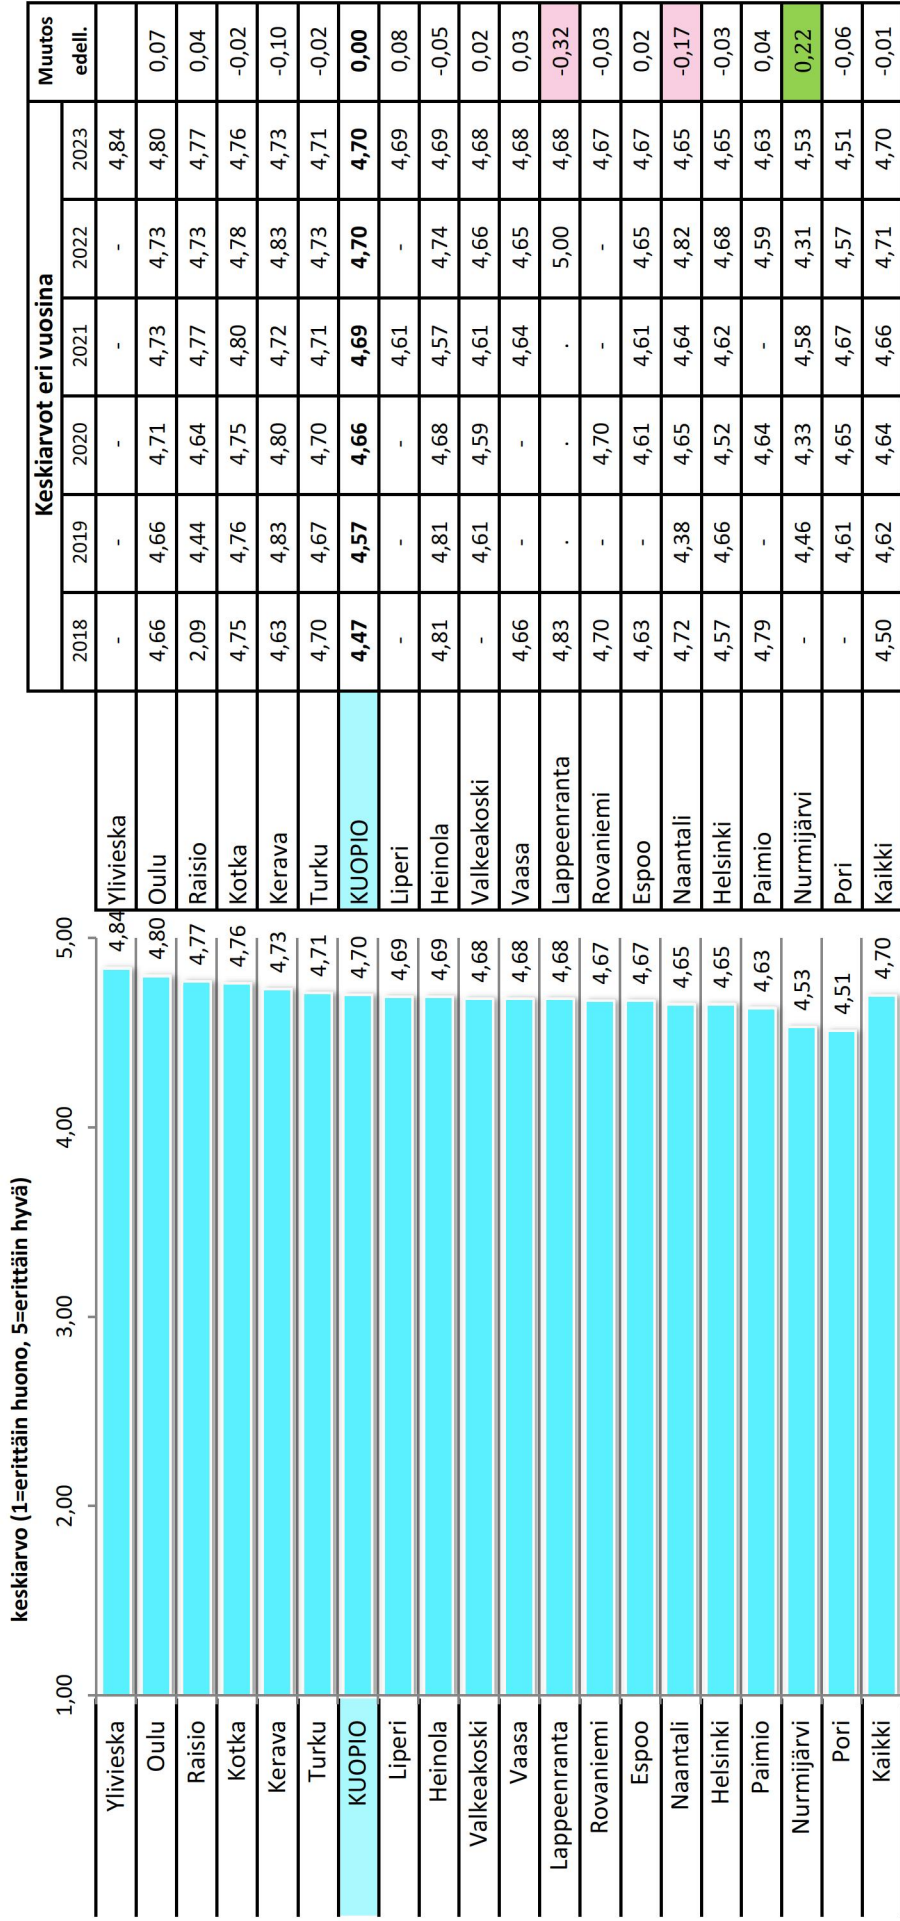 keskiarvo (1=erittäin huono, 5=erittäin hyvä)
1,00 2,00 3,00 4,00 5,00
Ylivieska 4,84
Oulu 4,80
Raisio 4,77
Kotka 4,76
Kerava 4,73
Turku 4,71
KUOPIO 4,70
Liperi 4,69
Heinola 4,69
Valkeakoski 4,68
Vaasa 4,68
Lappeenranta 4,68
Rovaniemi 4,67
Espoo 4,67
Naantali 4,65
Helsinki 4,65
Paimio 4,63
Nurmijärvi 4,53
Pori 4,51
Kaikki 4,70
Keskiarvot eri vuosina Muutos
2018 2019 2020 2021 2022 2023 edell.
Ylivieska - - - - - 4,84
Oulu 4,66 4,66 4,71 4,73 4,73 4,80 0,07
Raisio 2,09 4,44 4,64 4,77 4,73 4,77 0,04
Kotka 4,75 4,76 4,75 4,80 4,78 4,76 -0,02
Kerava 4,63 4,83 4,80 4,72 4,83 4,73 -0,10
Turku 4,70 4,67 4,70 4,71 4,73 4,71 -0,02
KUOPIO 4,47 4,57 4,66 4,69 4,70 4,70 0,00
Liperi - - - 4,61 - 4,69 0,08
Heinola 4,81 4,81 4,68 4,57 4,74 4,69 -0,05
Valkeakoski - 4,61 4,59 4,61 4,66 4,68 0,02
Vaasa 4,66 - - 4,64 4,65 4,68 0,03
Lappeenranta 4,83 . . . 5,00 4,68 -0,32
Rovaniemi 4,70 - 4,70 - - 4,67 -0,03
Espoo 4,63 - 4,61 4,61 4,65 4,67 0,02
Naantali 4,72 4,38 4,65 4,64 4,82 4,65 -0,17
Helsinki 4,57 4,66 4,52 4,62 4,68 4,65 -0,03
Paimio 4,79 - 4,64 - 4,59 4,63 0,04
Nurmijärvi - 4,46 4,33 4,58 4,31 4,53 0,22
Pori - 4,61 4,65 4,67 4,57 4,51 -0,06
Kaikki 4,50 4,62 4,64 4,66 4,71 4,70 -0,01